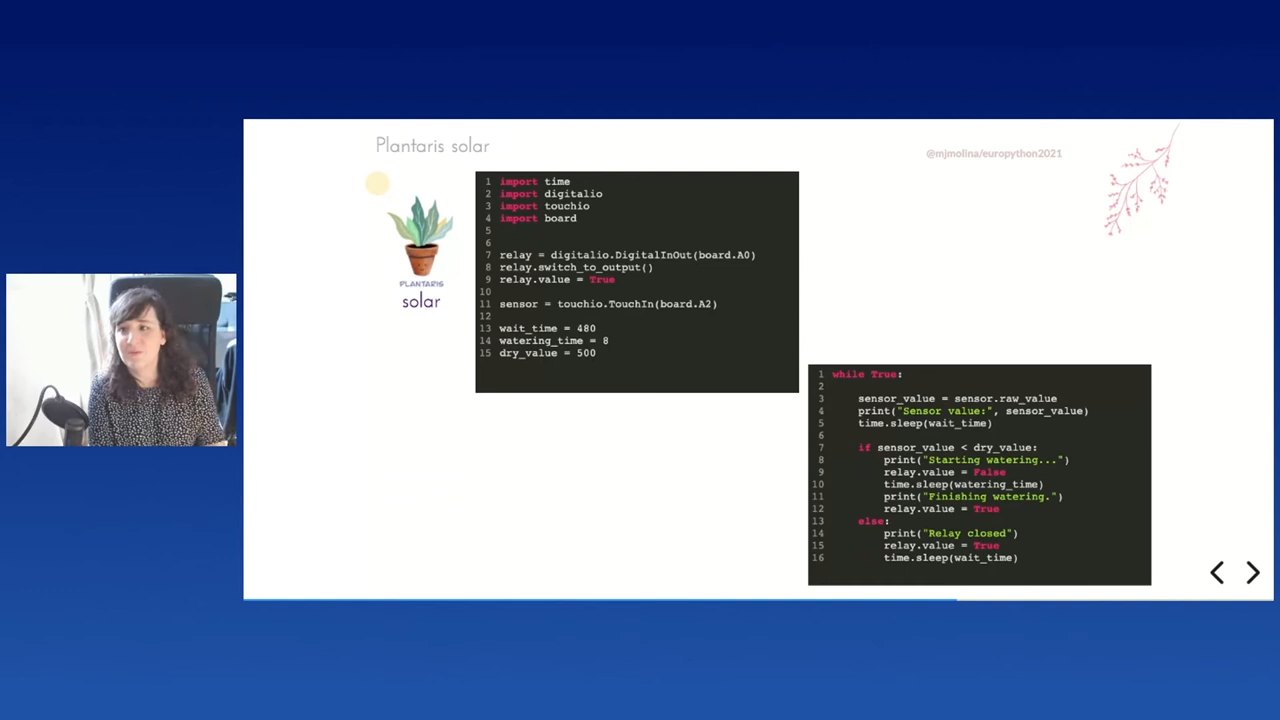 Plantaris solar
@mjmolina/europython2021
PLANTARIS
solar
1 import time
2 import digitalio
3 import touchio
4 import board
5
6
7 relay = digitalio.DigitalInOut(board.A0)
8 relay.switch_to_output()
9 relay.value = True
10
11 sensor = touchio.TouchIn(board.A2)
12
13 wait_time = 480
14 watering_time = 8
15 dry_value = 500
1 while True:
2
3     sensor_value = sensor.raw_value
4     print("Sensor value:", sensor_value)
5     time.sleep(wait_time)
6
7     if sensor_value < dry_value:
8         print("Starting watering...")
9         relay.value = False
10         time.sleep(watering_time)
11         print("Finishing watering.")
12         relay.value = True
13     else:
14         print("Relay closed")
15         relay.value = True
16         time.sleep(wait_time)